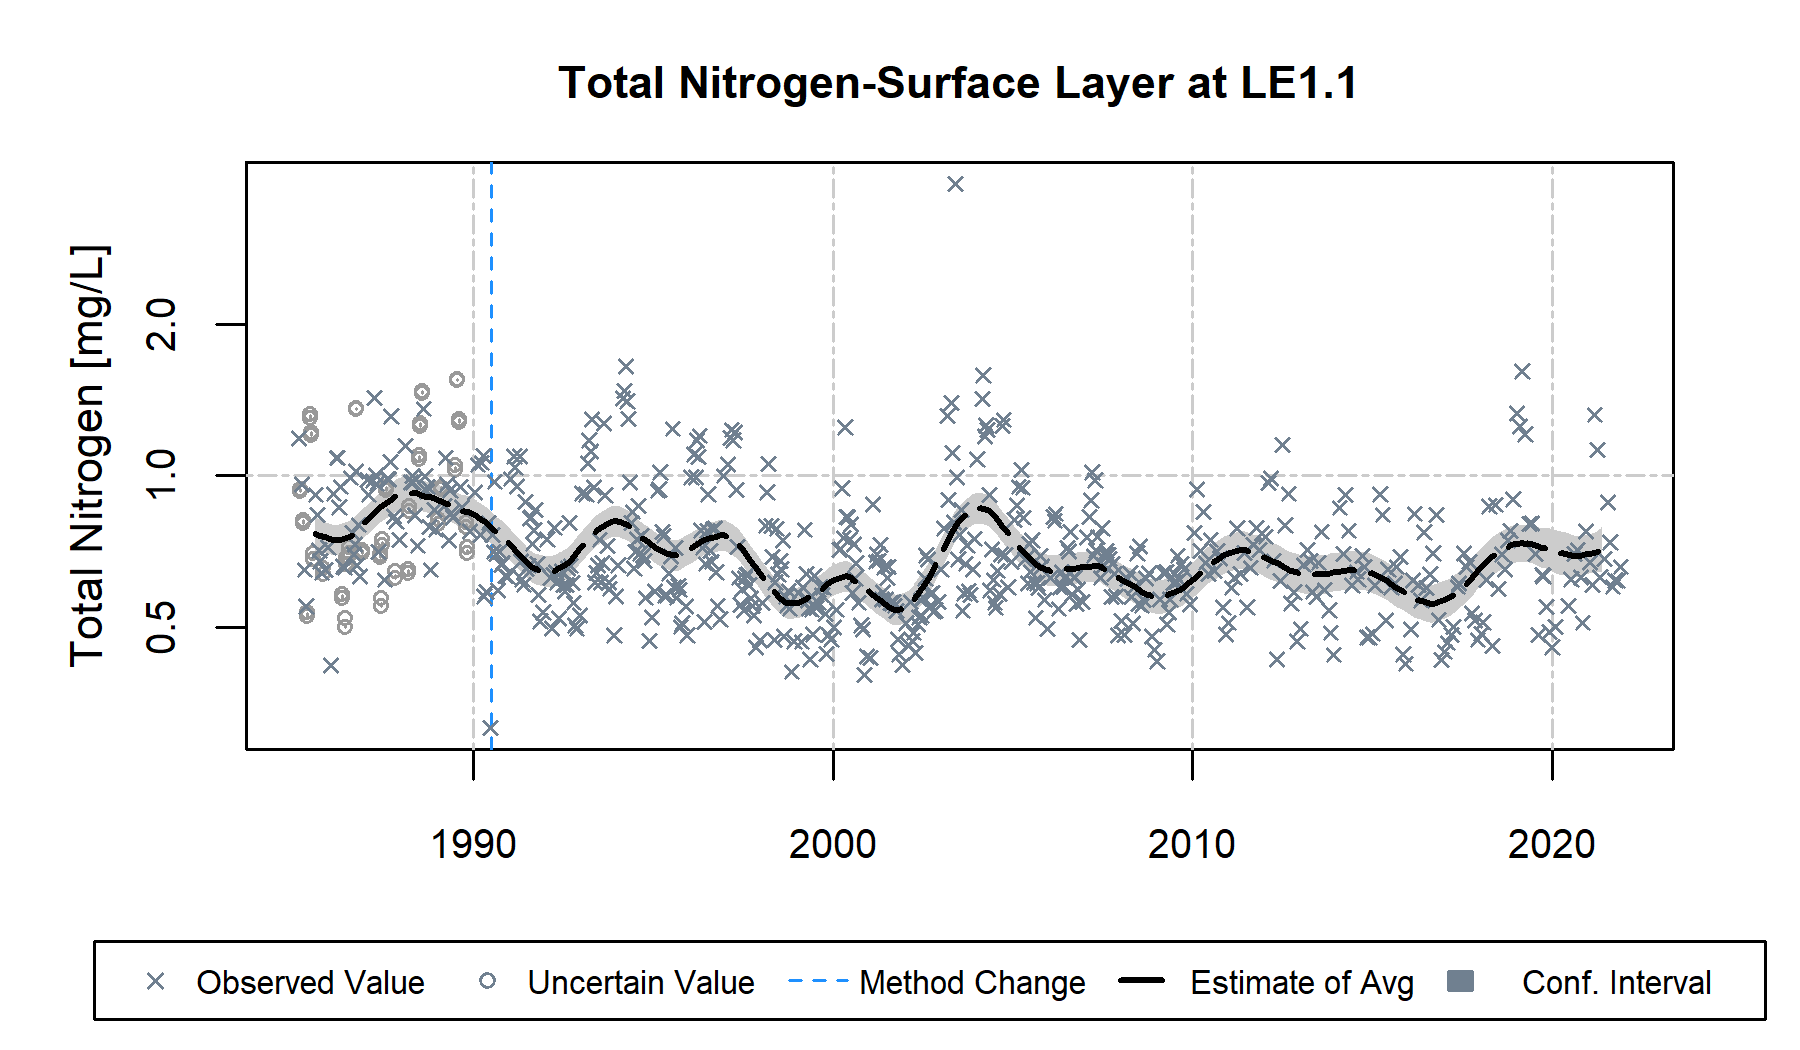 Total Nitrogen-Surface Layer at LE1.1
Total Nitrogen [mg/L]
2.0
1.0
0.5
1990 2000 2010 2020
Observed Value Uncertain Value Method Change Estimate of Avg Conf. Interval